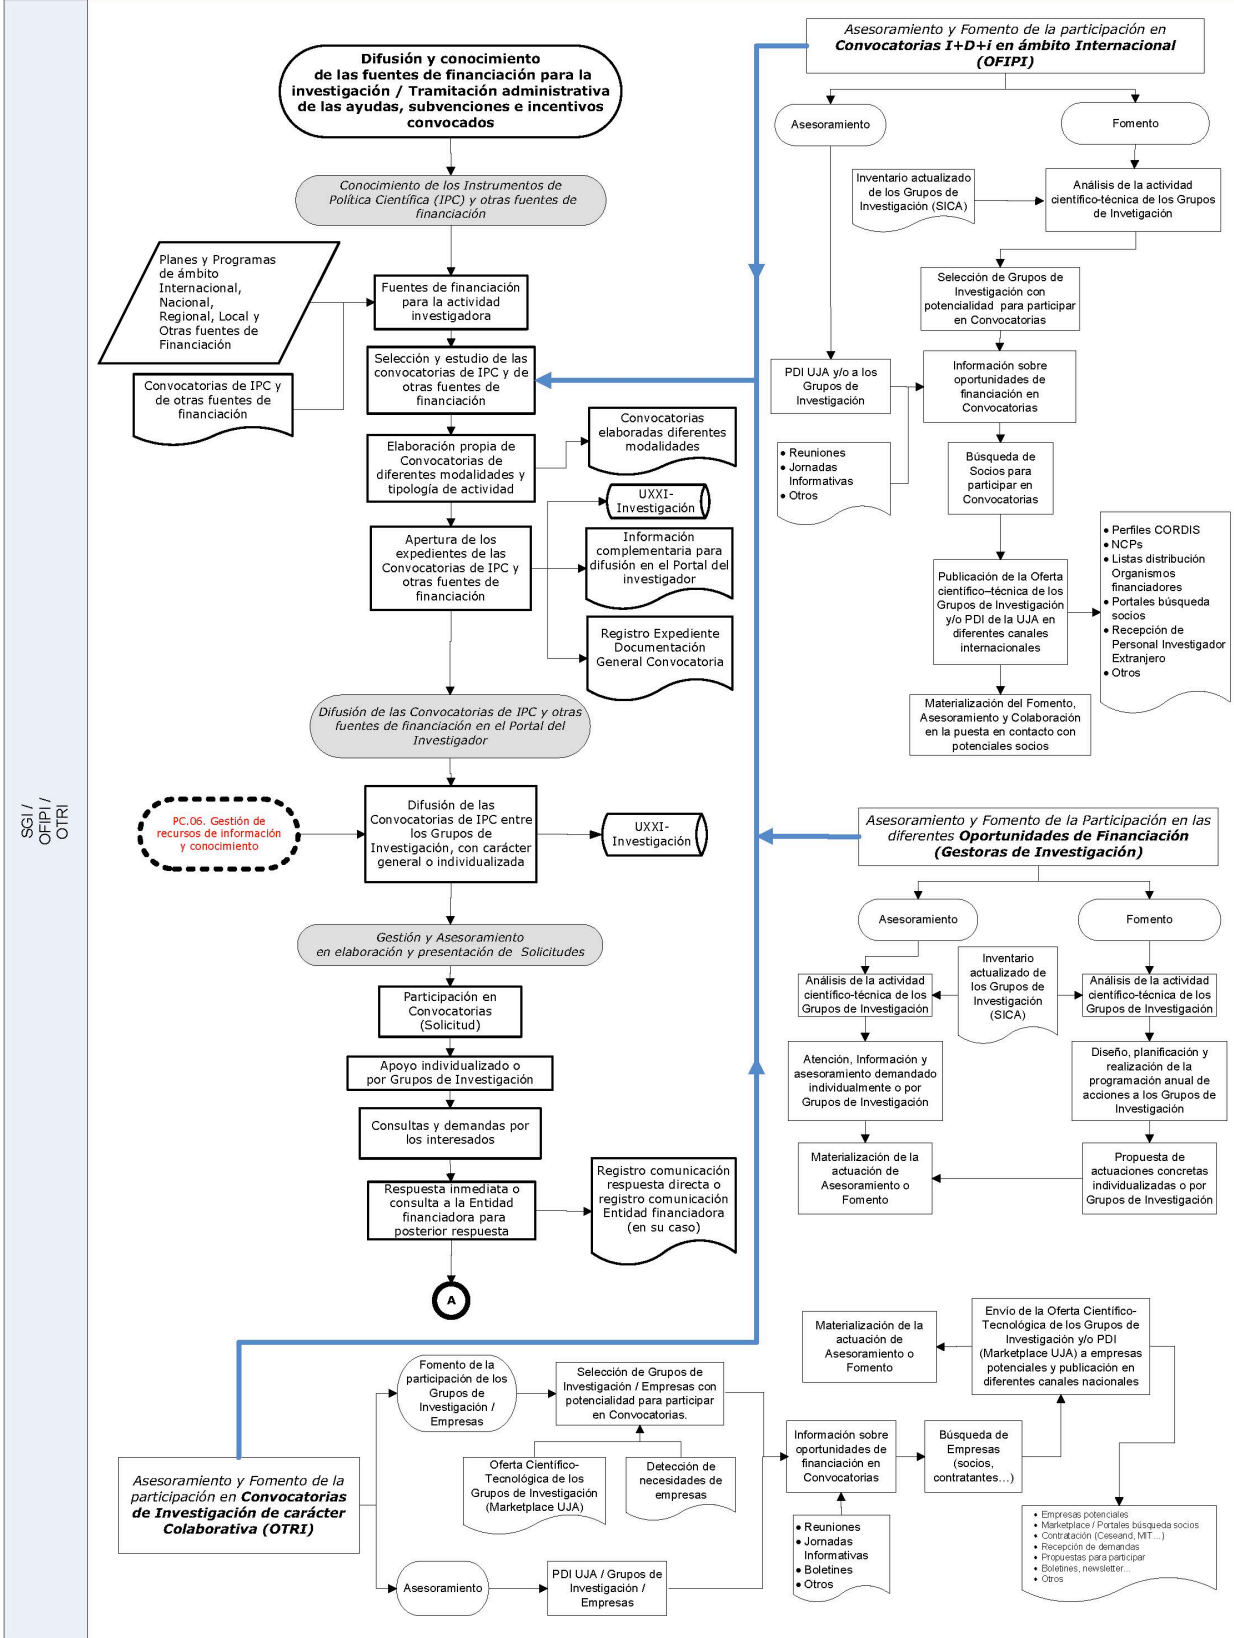 SGI /
OFIPI /
OTRI
Difusión y conocimiento
de las fuentes de financiación para la
investigación / Tramitación administrativa
de las ayudas, subvenciones e incentivos
convocados
Conocimiento de los Instrumentos de
Política Científica (IPC) y otras fuentes de
financiación
Planes y Programas
de ámbito
Internacional,
Nacional,
Regional, Local y
Otras fuentes de
Financiación
Fuentes de financiación
para la actividad
investigadora
Convocatorias de IPC y
de otras fuentes de
financiación
Selección y estudio de las
convocatorias de IPC y de
otras fuentes de
financiación
Elaboración propia de
Convocatorias de
diferentes modalidades y
tipología de actividad
Convocatorias
elaboradas diferentes
modalidades
UXXI-
Investigación
Apertura de los
expedientes de las
Convocatorias de IPC y
otras fuentes de
financiación
Información
complementaria para
difusión en el Portal del
investigador
Registro Expediente
Documentación
General Convocatoria
Difusión de las Convocatorias de IPC y otras
fuentes de financiación en el Portal del
Investigador
PC.06. Gestión de
recursos de información
y conocimiento
Difusión de las
Convocatorias de IPC entre
los Grupos de
Investigación, con carácter
general o individualizada
UXXI-
Investigación
Gestión y Asesoramiento
en elaboración y presentación de  Solicitudes
Participación en
Convocatorias
(Solicitud)
Apoyo individualizado o
por Grupos de Investigación
Consultas y demandas por
los interesados
Respuesta inmediata o
consulta a la Entidad
financiadora para
posterior respuesta
Registro comunicación
respuesta directa o
registro comunicación
Entidad financiadora
(en su caso)
A
Asesoramiento y Fomento de la participación en
Convocatorias I+D+i en ámbito Internacional
(OFIPI)
Asesoramiento
Fomento
Inventario actualizado
de los Grupos de
Investigación (SICA)
Análisis de la actividad
científico-técnica de los Grupos
de Invetigación
Selección de Grupos de
Investigación con
potencialidad  para participar
en Convocatorias
PDI UJA y/o a los
Grupos de
Investigación
Información sobre
oportunidades de
financiación en
Convocatorias
• Reuniones
• Jornadas
Informativas
• Otros
Búsqueda de
Socios para
participar en
Convocatorias
Publicación de la Oferta
científico–técnica de los
Grupos de Investigación
y/o PDI de la UJA en
diferentes canales
internacionales
• Perfiles CORDIS
• NCPs
• Listas distribución
Organismos
financiadores
• Portales búsqueda
socios
• Recepción de
Personal Investigador
Extranjero
• Otros
Materialización del Fomento,
Asesoramiento y Colaboración
en la puesta en contacto con
potenciales socios
Asesoramiento y Fomento de la Participación en las
diferentes Oportunidades de Financiación
(Gestoras de Investigación)
Asesoramiento
Fomento
Análisis de la actividad
científico-técnica de los
Grupos de Investigación
Inventario
actualizado de
los Grupos de
Investigación
(SICA)
Análisis de la actividad
científico-técnica de los
Grupos de Investigación
Atención, Información y
asesoramiento demandado
individualmente o por
Grupos de Investigación
Diseño, planificación y
realización de la
programación anual de
acciones a los Grupos de
Investigación
Materialización de la
actuación de
Asesoramiento o
Fomento
Propuesta de
actuaciones concretas
individualizadas o por
Grupos de Investigación
Asesoramiento y Fomento de la
participación en Convocatorias
de Investigación de carácter
Colaborativa (OTRI)
Fomento de la
participación de los
Grupos de
Investigación /
Empresas
Selección de Grupos de
Investigación / Empresas con
potencialidad para participar
en Convocatorias.
Oferta Científico-
Tecnológica de los
Grupos de Investigación
(Marketplace UJA)
Detección de
necesidades de
empresas
Asesoramiento
PDI UJA / Grupos de
Investigación /
Empresas
Información sobre
oportunidades de
financiación en
Convocatorias
• Reuniones
• Jornadas
Informativas
• Boletines
• Otros
Búsqueda de
Empresas
(socios,
contratantes…)
Materialización de la
actuación de
Asesoramiento o
Fomento
Envío de la Oferta Científico-
Tecnológica de los Grupos de
Investigación y/o PDI
(Marketplace UJA) a empresas
potenciales y publicación en
diferentes canales nacionales
• Empresas potenciales
• Marketplace / Portales búsqueda socios
• Contratación (Ceseand, MIT…)
• Recepción de demandas
• Propuestas para participar
• Boletines, newsletter…
• Otros